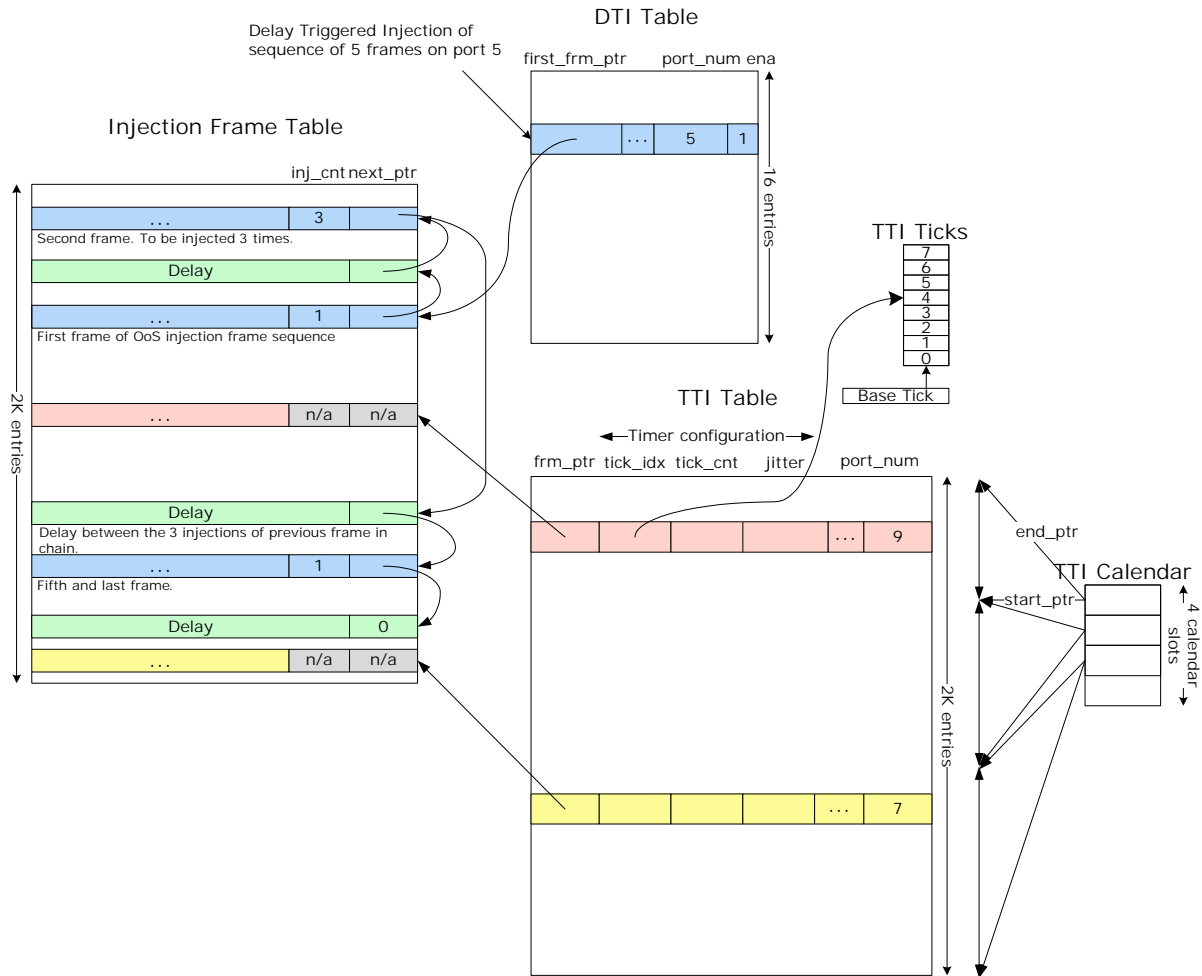 DTI Table
Delay Triggered Injection of
sequence of 5 frames on port 5
first_frm_ptr port_num ena
... 5 1
16 entries
Injection Frame Table
inj_cnt next_ptr
... 3
Second frame. To be injected 3 times.
Delay
... 1
First frame of OoS injection frame sequence
... n/a n/a
Delay
Delay between the 3 injections of previous frame in
chain.
... 1
Fifth and last frame.
Delay 0
... n/a n/a
2K entries
TTI Ticks
7
6
5
4
3
2
1
0
Base Tick
TTI Table
Timer configuration
frm_ptr tick_idx tick_cnt jitter port_num
... 9
... 7
2K entries
end_ptr
TTI Calendar
start_ptr
4 calendar
slots